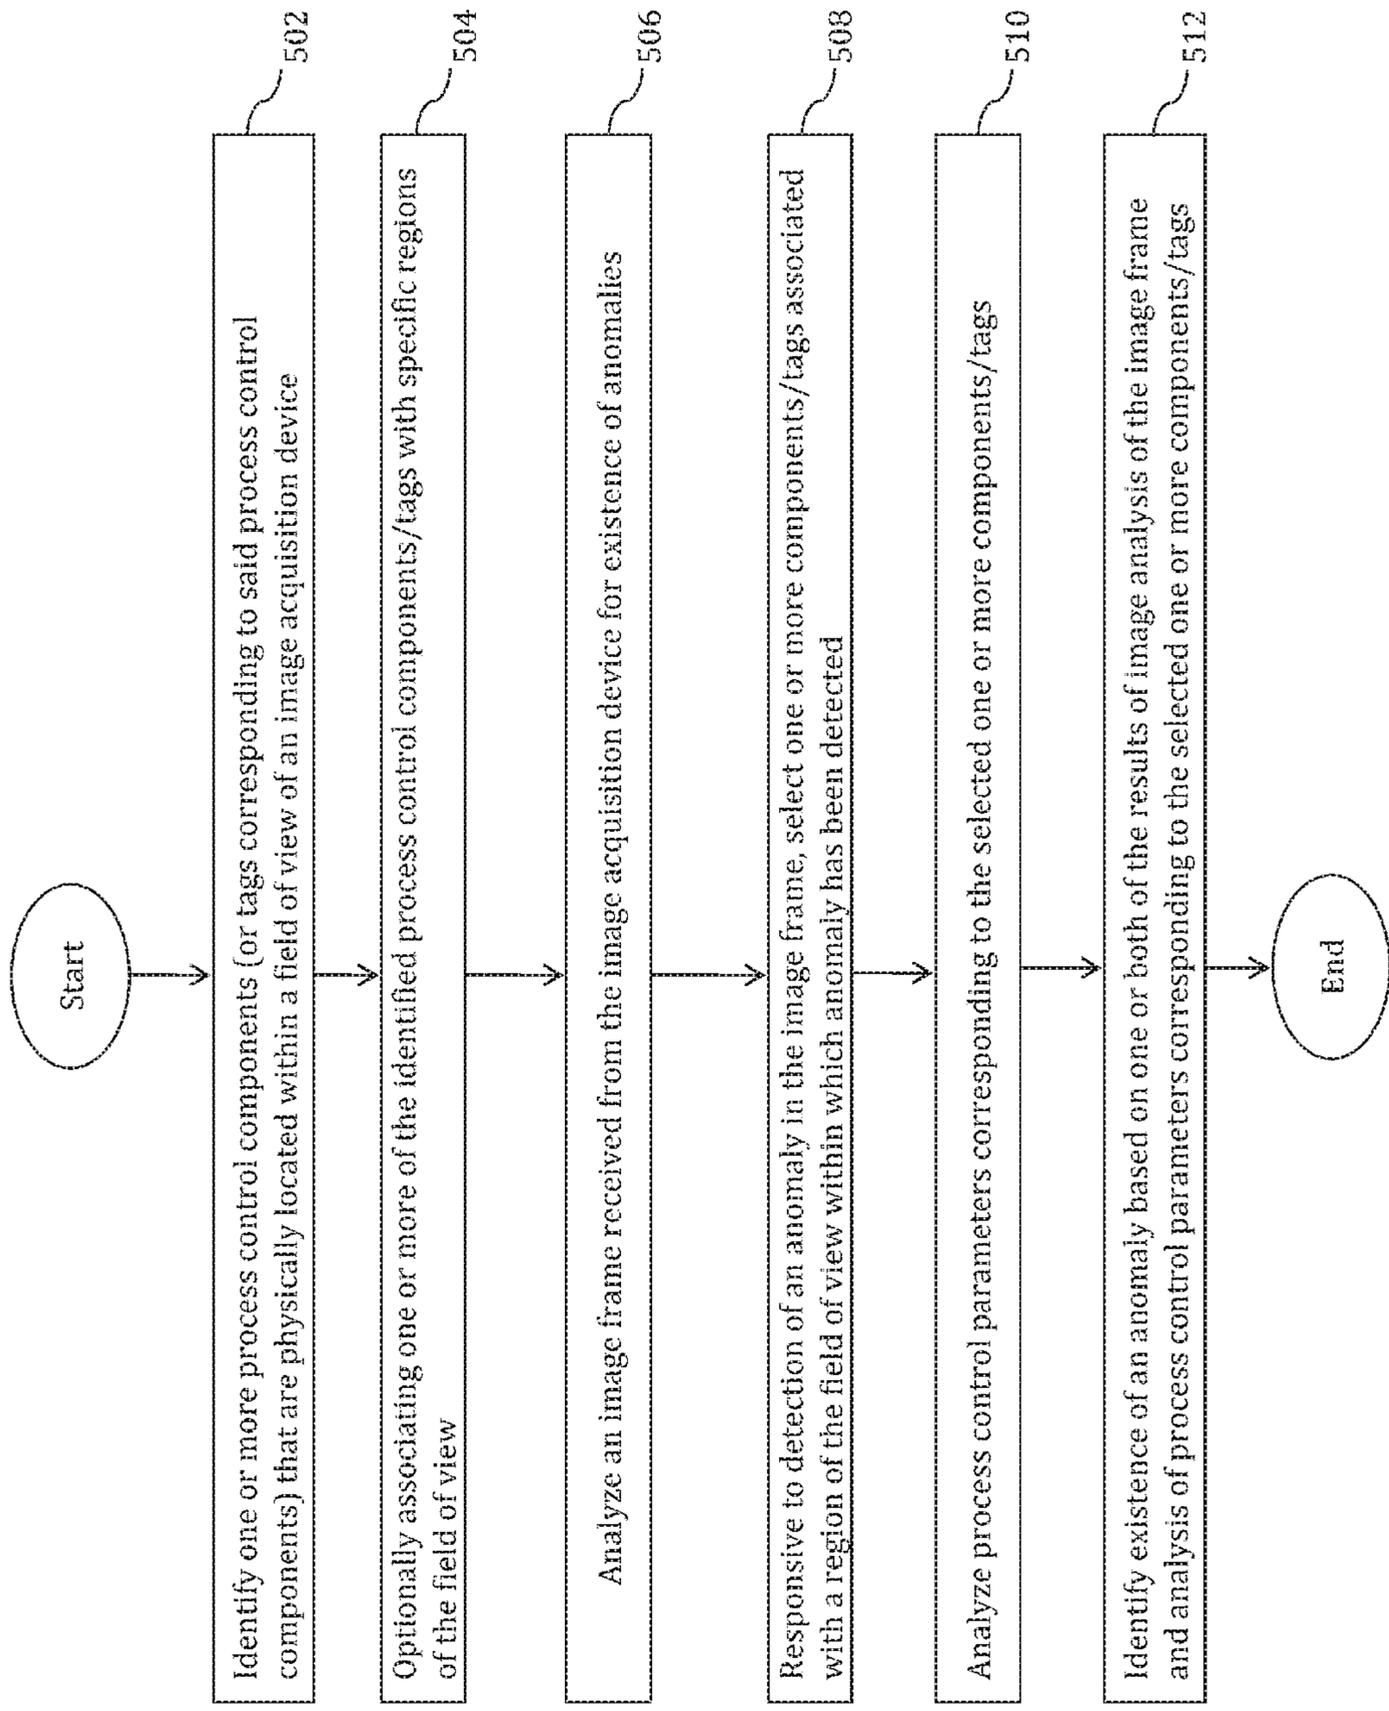 Start
Identify one or more process control components (or tags corresponding to said process control
components) that are physically located within a field of view of an image acquisition device
502
Optionally associating one or more of the identified process control components/tags with specific regions
of the field of view
504
Analyze an image frame received from the image acquisition device for existence of anomalies
506
Responsive to detection of an anomaly in the image frame, select one or more components/tags associated
with a region of the field of view within which anomaly has been detected
508
Analyze process control parameters corresponding to the selected one or more components/tags
510
Identify existence of an anomaly based on one or both of the results of image analysis of the image frame
and analysis of process control parameters corresponding to the selected one or more components/tags
512
End